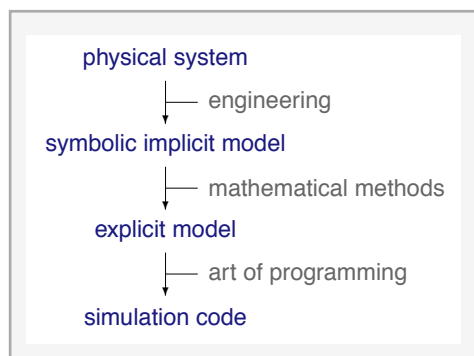 physical system
engineering
symbolic implicit model
mathematical methods
explicit model
art of programming
simulation code